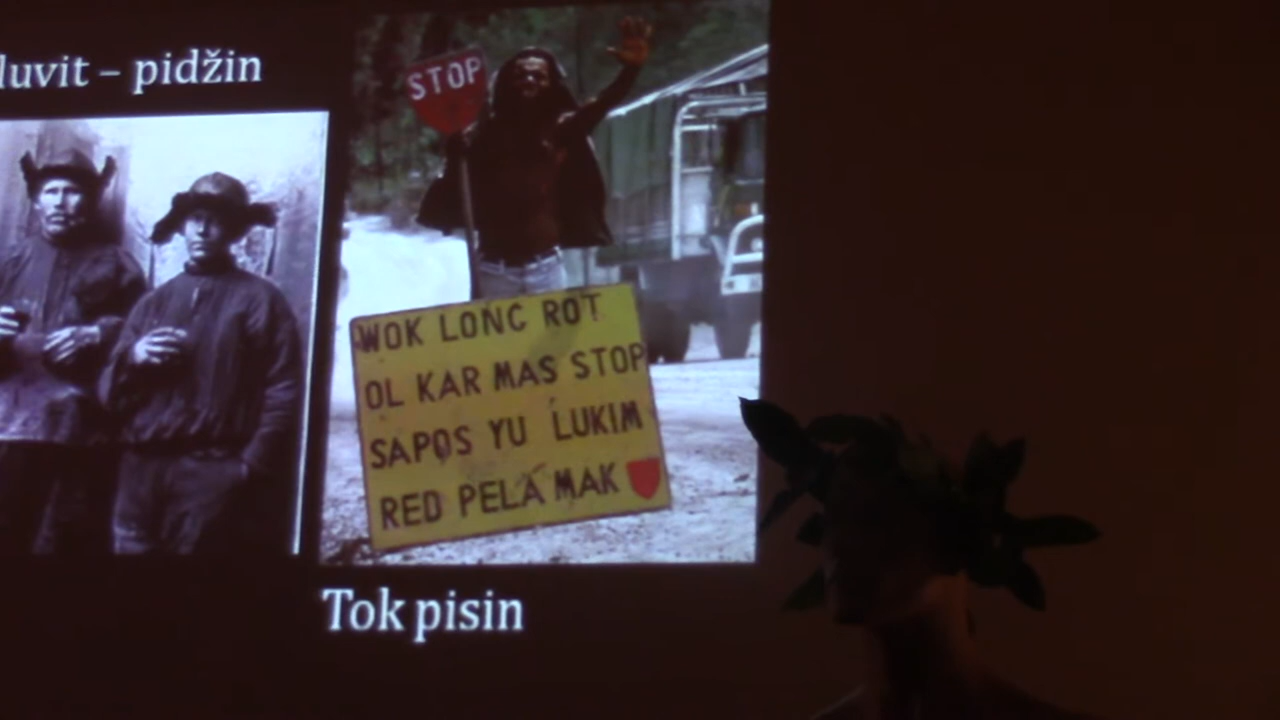 luvit – pidžin
STOP
WOK LONG ROT
OL KAR MAS STOP
SAPOS YU LUKIM
RED PELA MAK
Tok pisin